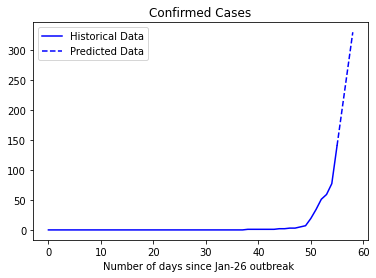 Confirmed Cases
Historical Data
Predicted Data
300
250
200
150
100
50
0
0 10 20 30 40 50 60
Number of days since Jan-26 outbreak